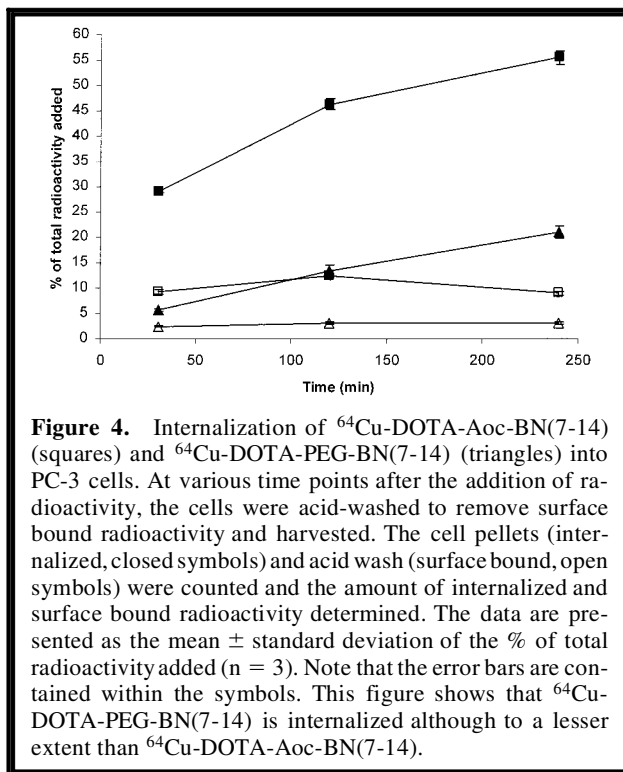 60
55
50
45
40
35
30
25
20
15
10
5
0
% of total radioactivity added
0 50 100 150 200 250
Time (min)
Figure 4. Internalization of ⁶⁴Cu-DOTA-Aoc-BN(7-14)
(squares) and ⁶⁴Cu-DOTA-PEG-BN(7-14) (triangles) into
PC-3 cells. At various time points after the addition of ra-
dioactivity, the cells were acid-washed to remove surface
bound radioactivity and harvested. The cell pellets (inter-
nalized, closed symbols) and acid wash (surface bound, open
symbols) were counted and the amount of internalized and
surface bound radioactivity determined. The data are pre-
sented as the mean ± standard deviation of the % of total
radioactivity added (n = 3). Note that the error bars are con-
tained within the symbols. This figure shows that ⁶⁴Cu-
DOTA-PEG-BN(7-14) is internalized although to a lesser
extent than ⁶⁴Cu-DOTA-Aoc-BN(7-14).